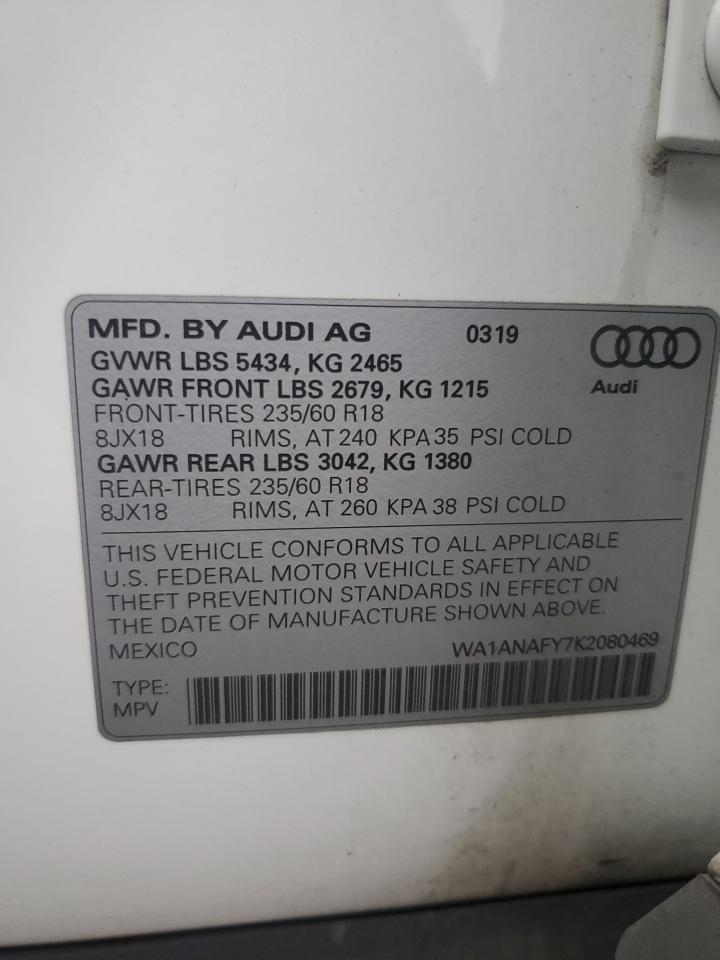 MFD. BY AUDI AG 0319
GVWR LBS 5434, KG 2465
GAWR FRONT LBS 2679, KG 1215
Audi
FRONT-TIRES 235/60 R18
8JX18 RIMS, AT 240 KPA 35 PSI COLD
GAWR REAR LBS 3042, KG 1380
REAR-TIRES 235/60 R18
8JX18 RIMS, AT 260 KPA 38 PSI COLD
THIS VEHICLE CONFORMS TO ALL APPLICABLE
U.S. FEDERAL MOTOR VEHICLE SAFETY AND
THEFT PREVENTION STANDARDS IN EFFECT ON
THE DATE OF MANUFACTURE SHOWN ABOVE.
MEXICO WA1ANAFY7K2080469
TYPE:
MPV